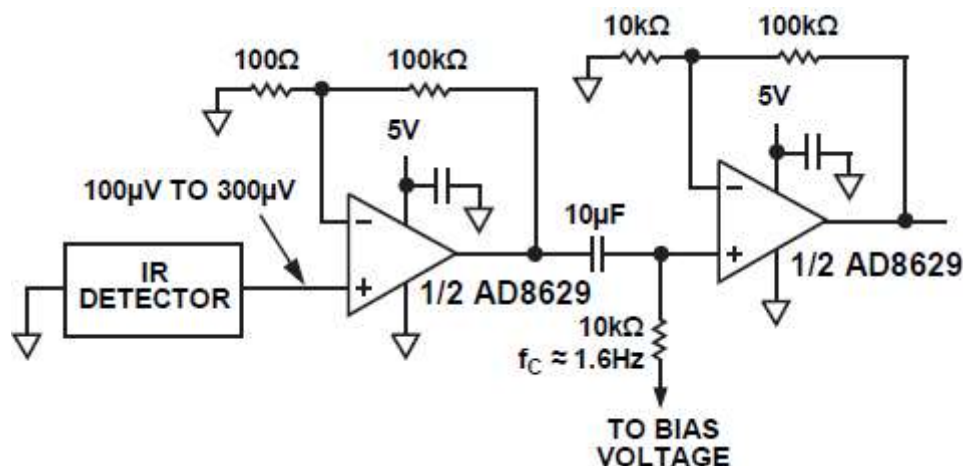 100Ω
100kΩ
10kΩ
100kΩ
5V
5V
100µV TO 300µV
10µF
IR
DETECTOR
−
+
−
+
1/2 AD8629
1/2 AD8629
10kΩ
fC ≈ 1.6Hz
TO BIAS
VOLTAGE